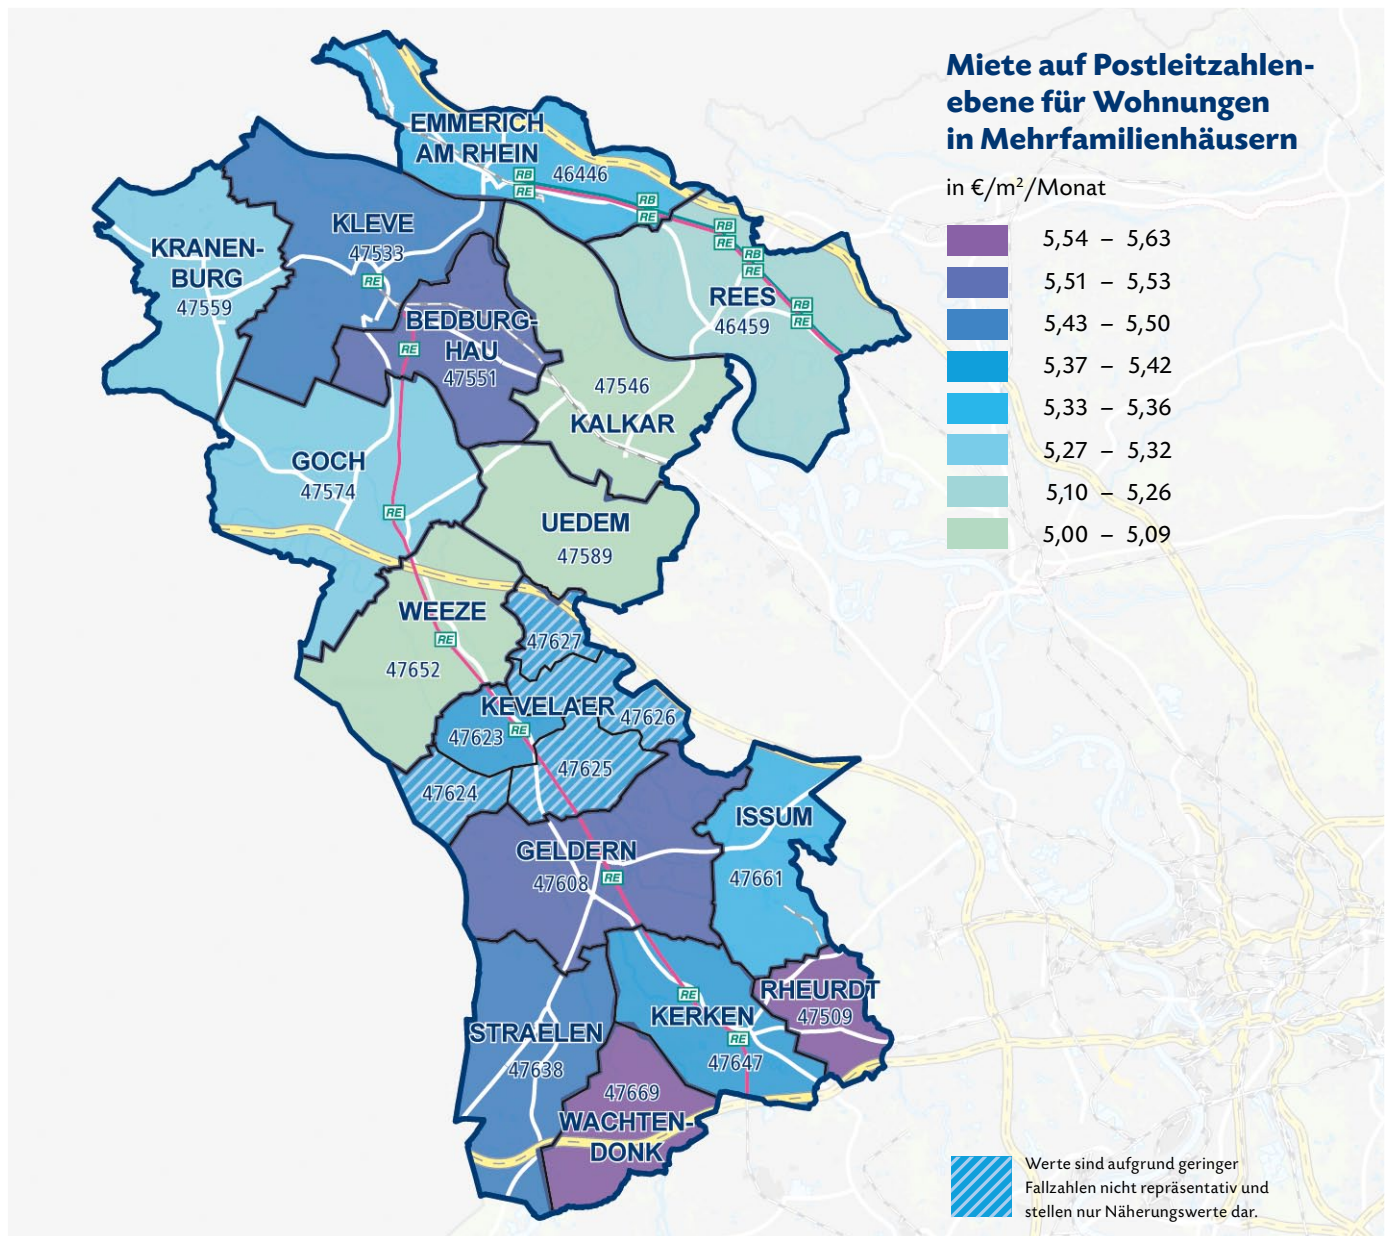 Miete auf Postleitzahlen-
ebene für Wohnungen
in Mehrfamilienhäusern
in €/m²/Monat
5,54 – 5,63
5,51 – 5,53
5,43 – 5,50
5,37 – 5,42
5,33 – 5,36
5,27 – 5,32
5,10 – 5,26
5,00 – 5,09
EMMERICH
AM RHEIN
46446
RB
RE
RB
RE
RB
RE
RB
RE
RB
RE
KLEVE
47533
RE
KRANEN-
BURG
47559
REES
46459
BEDBURG-
HAU
47551
RE
47546
KALKAR
GOCH
47574
RE
UEDEM
47589
WEEZE
47652
RE
47627
KEVELAER
47623
RE
47626
47625
47624
GELDERN
47608
RE
ISSUM
47661
RHEURDT
47509
KERKEN
47647
RE
RE
STRAELEN
47638
47669
WACHTEN-
DONK
Werte sind aufgrund geringer
Fallzahlen nicht repräsentativ und
stellen nur Näherungswerte dar.